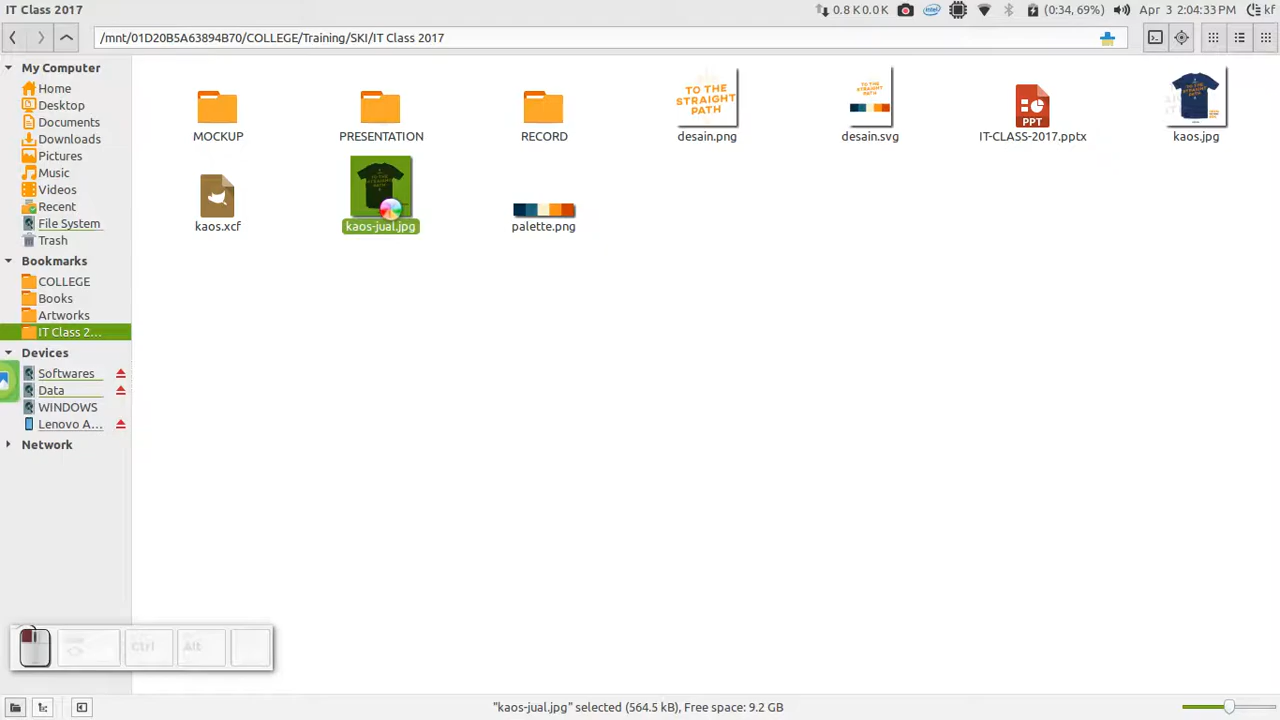 IT Class 2017
0.8 K 0.0 K
(0:34, 69%)
Apr 3 2:04:33 PM
kf
/mnt/01D20B5A63894B70/COLLEGE/Training/SKI/IT Class 2017
My Computer
Home
Desktop
Documents
Downloads
Pictures
Music
Videos
Recent
File System
Trash
Bookmarks
COLLEGE
Books
Artworks
IT Class 2...
Devices
Softwares
Data
WINDOWS
Lenovo A...
Network
MOCKUP
PRESENTATION
RECORD
TO THE
STRAIGHT
PATH
desain.png
desain.svg
PPT
IT-CLASS-2017.pptx
kaos.jpg
kaos.xcf
kaos-jual.jpg
palette.png
Ctrl
Alt
"kaos-jual.jpg" selected (564.5 kB), Free space: 9.2 GB